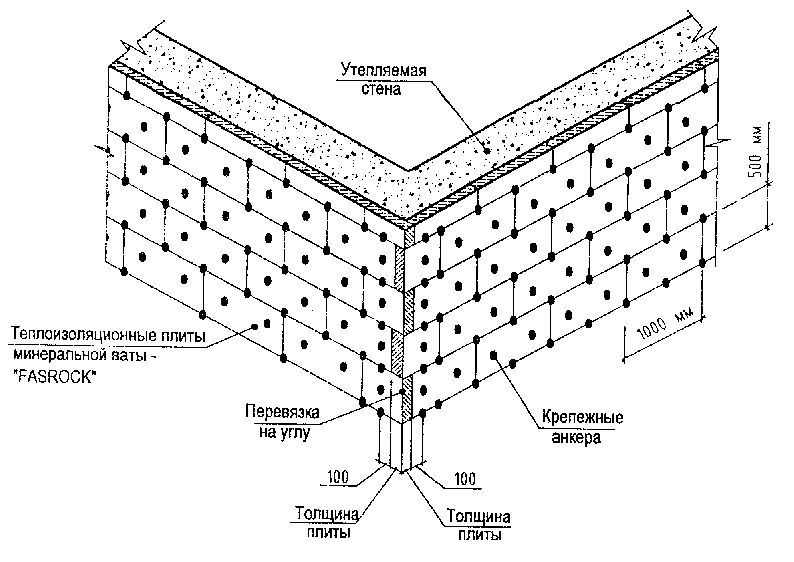 Утепляемая
стена
500 мм
1000 мм
Теплоизоляционные плиты
минеральной ваты -
"FASROCK"
Перевязка
на углу
Крепежные
анкера
100
100
Толщина
плиты
Толщина
плиты